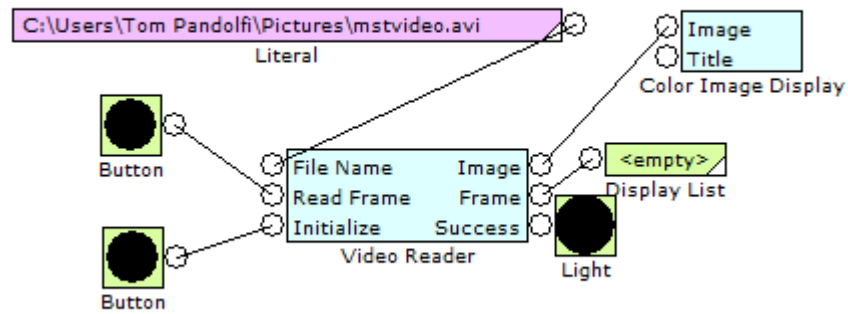 C:\Users\Tom Pandolfi\Pictures\mstvideo.avi
Literal
Image
Title
Color Image Display
Button
File Name
Image
Read Frame
Frame
Initialize
Success
Video Reader
<empty>
Display List
Light
Button